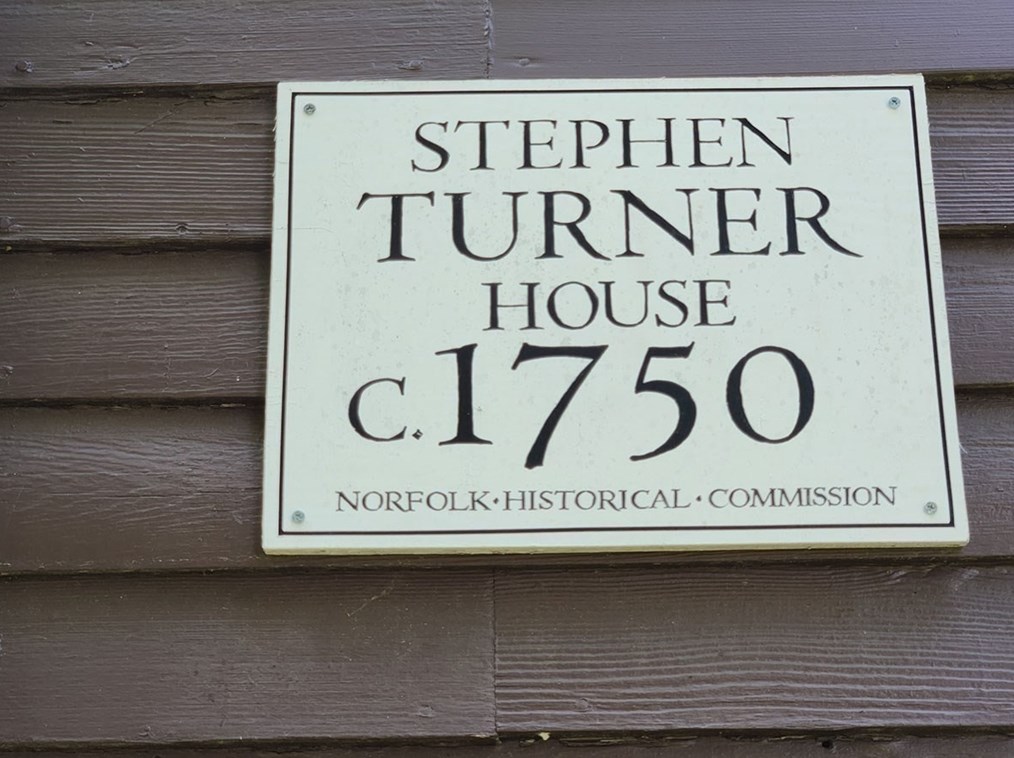 STEPHEN
TURNER
HOUSE
C.1750
NORFOLK·HISTORICAL·COMMISSION